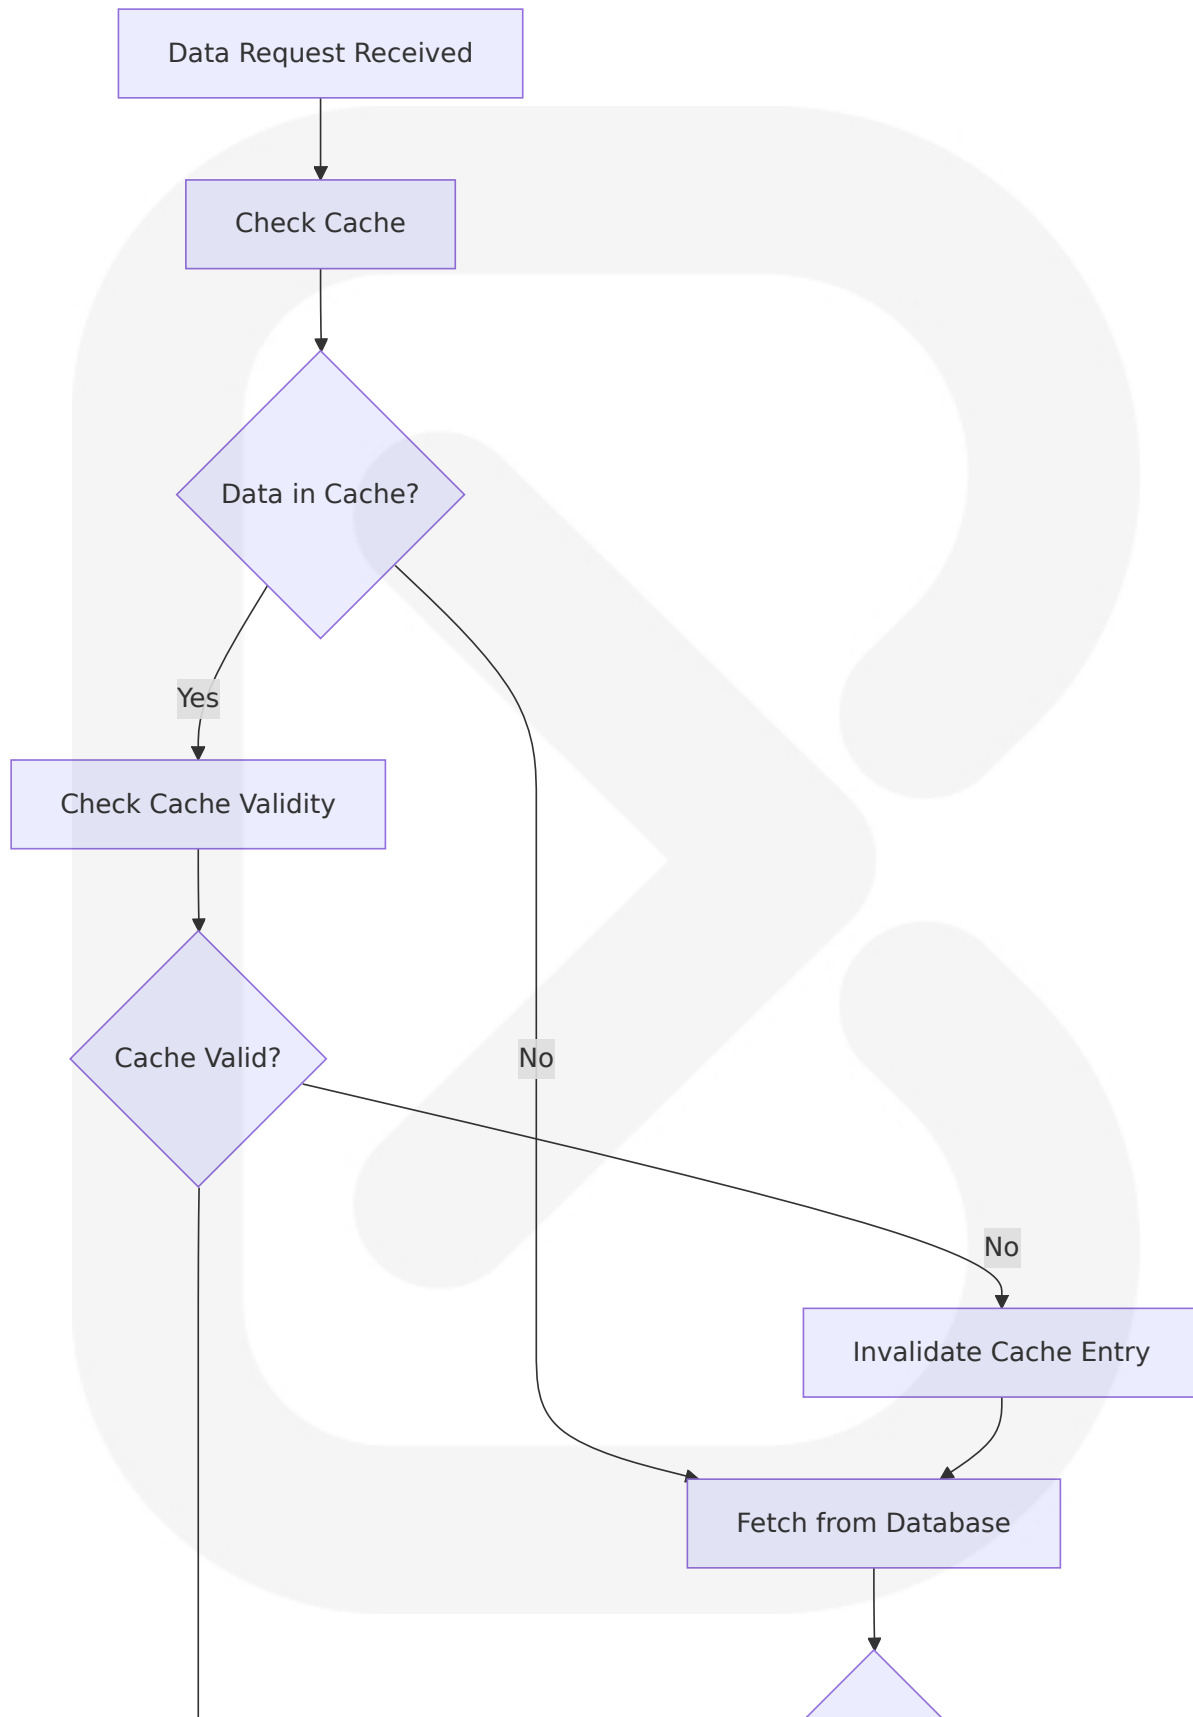 Data Request Received
Check Cache
Data in Cache?
Yes
Check Cache Validity
Cache Valid?
No
No
Invalidate Cache Entry
Fetch from Database